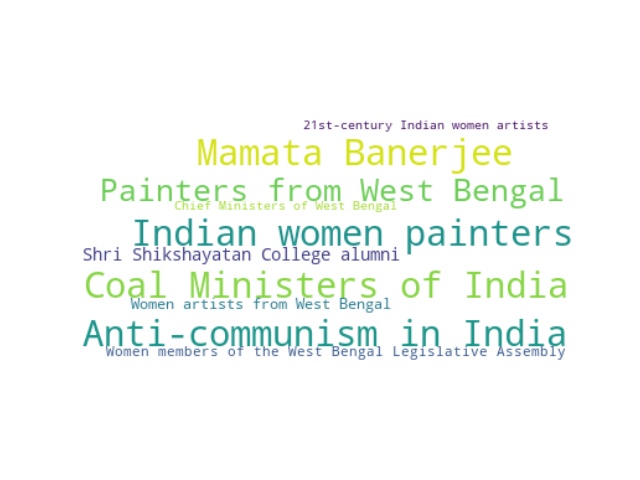 21st-century Indian women artists
Mamata Banerjee
Painters from West Bengal
Chief Ministers of West Bengal
Indian women painters
Shri Shikshayatan College alumni
Coal Ministers of India
Women artists from West Bengal
Anti-communism in India
Women members of the West Bengal Legislative Assembly